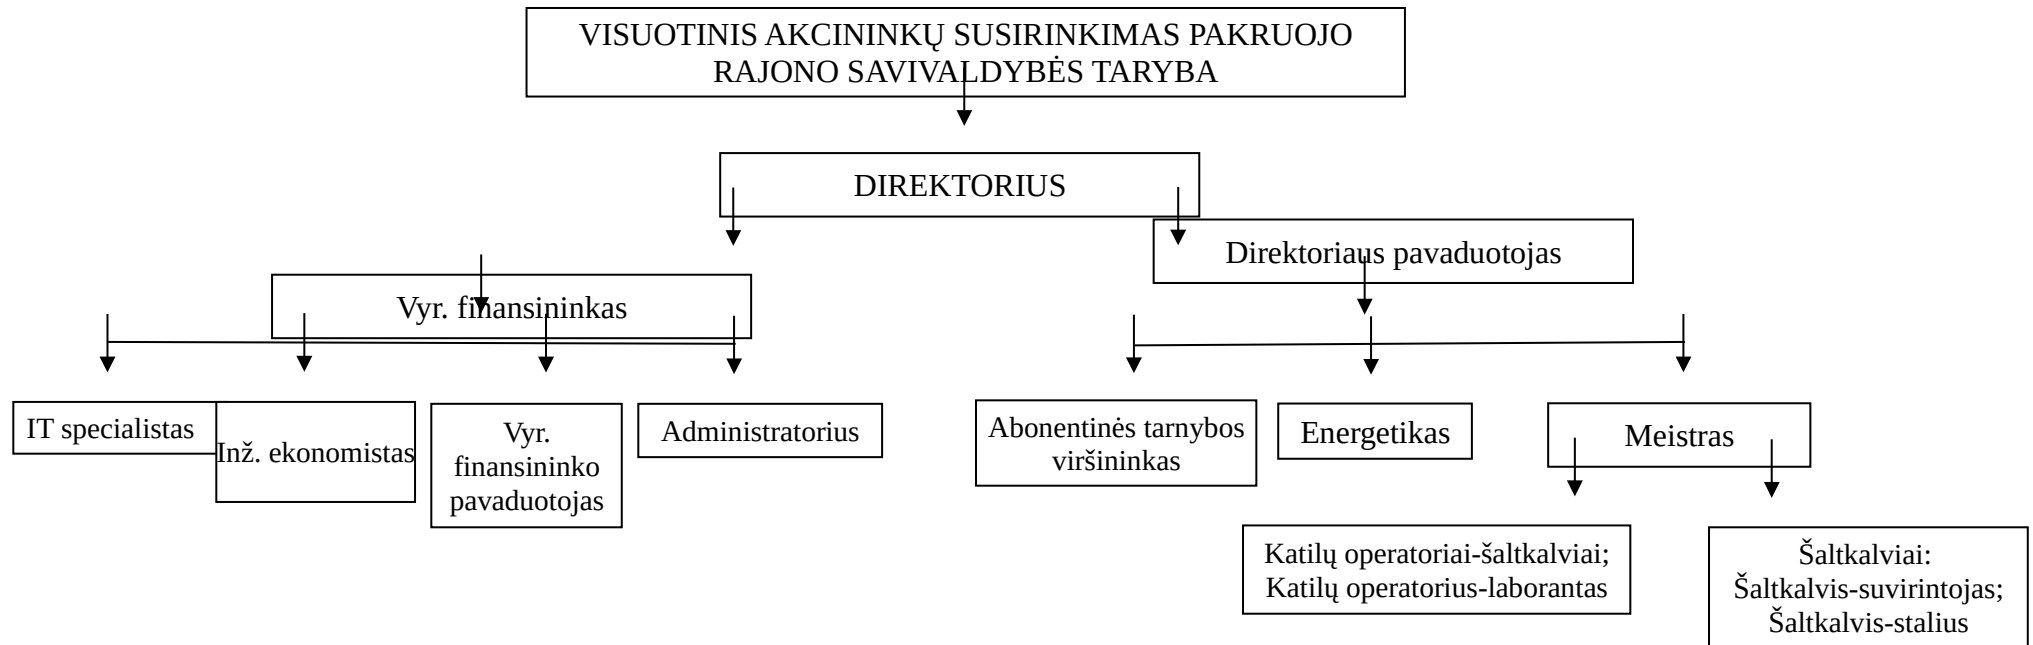 VISUOTINIS AKCININKŲ SUSIRINKIMAS PAKRUOJO
RAJONO SAVIVALDYBĖS TARYBA
DIREKTORIUS
Direktoriaus pavaduotojas
Vyr. finansininkas
IT specialistas
Inž. ekonomistas
Vyr.
finansininko
pavaduotojas
Administratorius
Abonentinės tarnybos
viršininkas
Energetikas
Meistras
Katilų operatoriai-šaltkalviai;
Katilų operatorius-laborantas
Šaltkalviai:
Šaltkalvis-suvirintojas;
Šaltkalvis-stalius